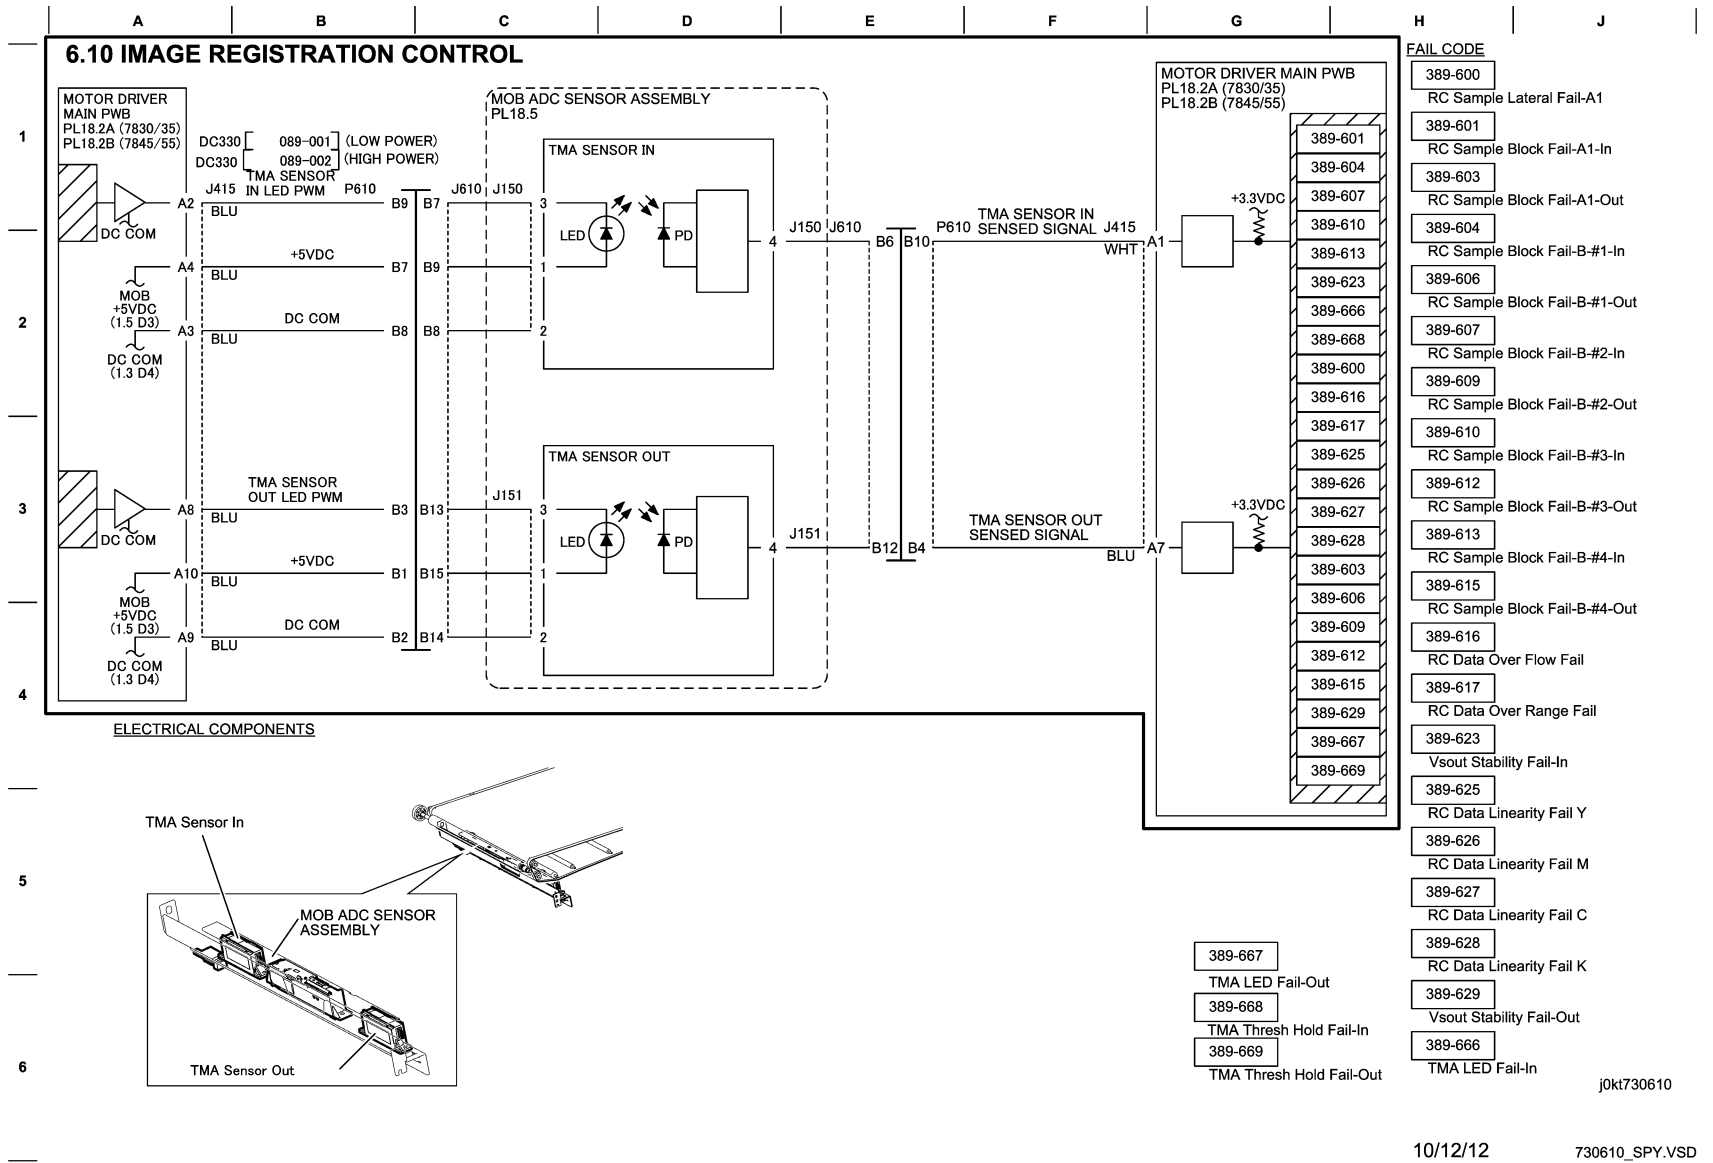 A B C D E F G H J
6.10 IMAGE REGISTRATION CONTROL
MOTOR DRIVER
MAIN PWB
PL18.2A (7830/35)
PL18.2B (7845/55)
DC330 089-001 (LOW POWER)
DC330 089-002 (HIGH POWER)
TMA SENSOR
IN LED PWM
J415
P610
A2
BLU
B9
B7
J610
J150
3
DC COM
A4
BLU
+5VDC
B7
B9
1
MOB
+5VDC
(1.5 D3)
A3
BLU
DC COM
B8
B8
2
DC COM
(1.3 D4)
MOB ADC SENSOR ASSEMBLY
PL18.5
TMA SENSOR IN
LED
PD
4
J150
J610
B6
B10
P610
TMA SENSOR IN
SENSED SIGNAL
J415
WHT
A1
TMA SENSOR
OUT LED PWM
A8
BLU
B3
B13
J151
3
DC COM
A10
BLU
+5VDC
B1
B15
1
MOB
+5VDC
(1.5 D3)
A9
BLU
DC COM
B2
B14
2
DC COM
(1.3 D4)
TMA SENSOR OUT
LED
PD
4
J151
B12
B4
TMA SENSOR OUT
SENSED SIGNAL
BLU
A7
MOTOR DRIVER MAIN PWB
PL18.2A (7830/35)
PL18.2B (7845/55)
+3.3VDC
+3.3VDC
389-601
389-604
389-607
389-610
389-613
389-623
389-666
389-668
389-600
389-616
389-617
389-625
389-626
389-627
389-628
389-603
389-606
389-609
389-612
389-615
389-629
389-667
389-669
FAIL CODE
389-600
RC Sample Lateral Fail-A1
389-601
RC Sample Block Fail-A1-In
389-603
RC Sample Block Fail-A1-Out
389-604
RC Sample Block Fail-B-#1-In
389-606
RC Sample Block Fail-B-#1-Out
389-607
RC Sample Block Fail-B-#2-In
389-609
RC Sample Block Fail-B-#2-Out
389-610
RC Sample Block Fail-B-#3-In
389-612
RC Sample Block Fail-B-#3-Out
389-613
RC Sample Block Fail-B-#4-In
389-615
RC Sample Block Fail-B-#4-Out
389-616
RC Data Over Flow Fail
389-617
RC Data Over Range Fail
389-623
Vsout Stability Fail-In
389-625
RC Data Linearity Fail Y
389-626
RC Data Linearity Fail M
389-627
RC Data Linearity Fail C
389-628
RC Data Linearity Fail K
389-629
Vsout Stability Fail-Out
389-666
TMA LED Fail-In
389-667
TMA LED Fail-Out
389-668
TMA Thresh Hold Fail-In
389-669
TMA Thresh Hold Fail-Out
1
2
3
4
5
6
ELECTRICAL COMPONENTS
TMA Sensor In
MOB ADC SENSOR
ASSEMBLY
TMA Sensor Out
j0kt730610
10/12/12
730610_SPY.VSD